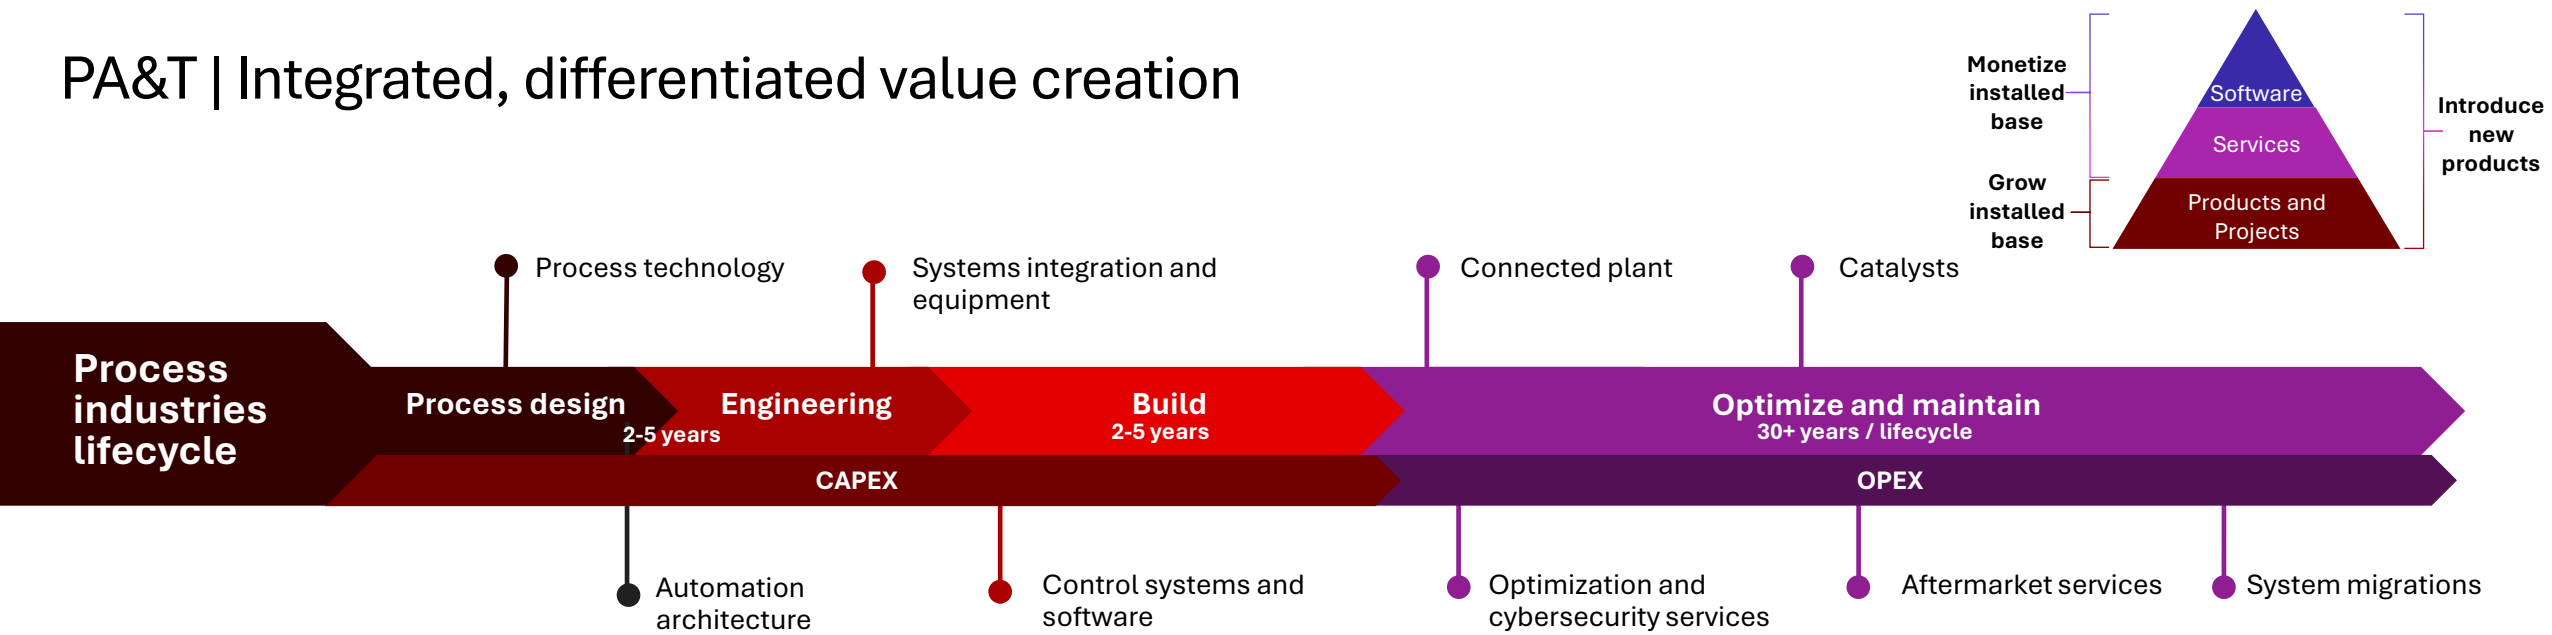 PA&T | Integrated, differentiated value creation
Monetize
installed
base
Grow
installed
base
Software
Services
Products and
Projects
Introduce
new
products
Process technology
Systems integration and
equipment
Connected plant
Catalysts
Process
industries
lifecycle
Process design
Engineering
2-5 years
Build
2-5 years
Optimize and maintain
30+ years / lifecycle
CAPEX
OPEX
Automation
architecture
Control systems and
software
Optimization and
cybersecurity services
Aftermarket services
System migrations